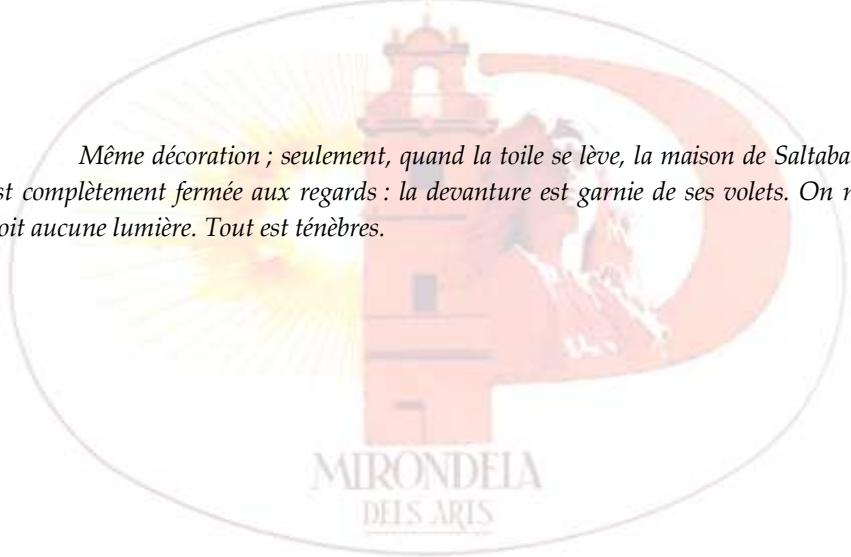 Même décoration ; seulement, quand la toile se lève, la maison de Saltaba
st complètement fermée aux regards : la devanture est garnie de ses volets. On n
oit aucune lumière. Tout est ténèbres.
MIRONDELA
DELS ARTS